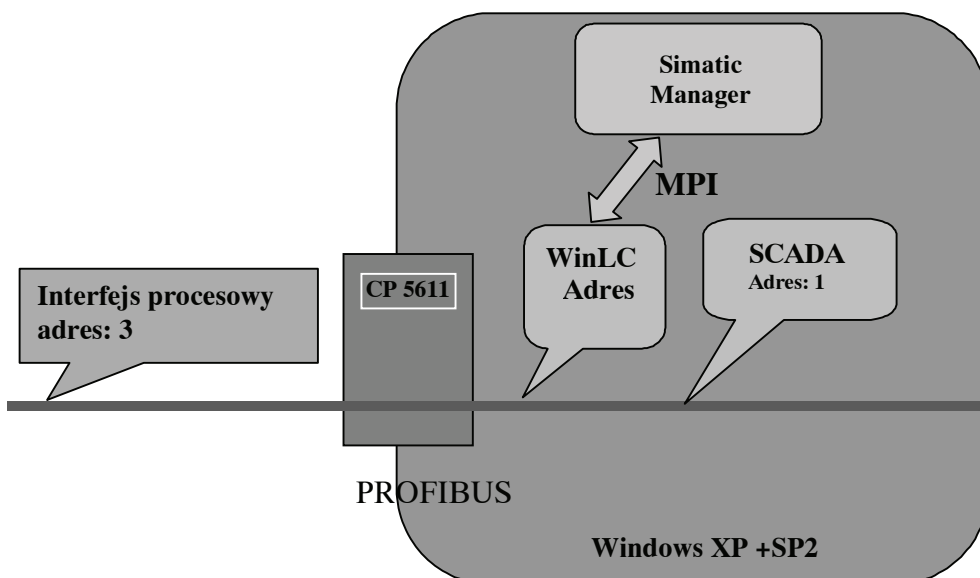 Simatic
Manager
MPI
WinLC
Adres
SCADA
Adres: 1
CP 5611
Interfejs procesowy
adres: 3
PROFIBUS
Windows XP +SP2